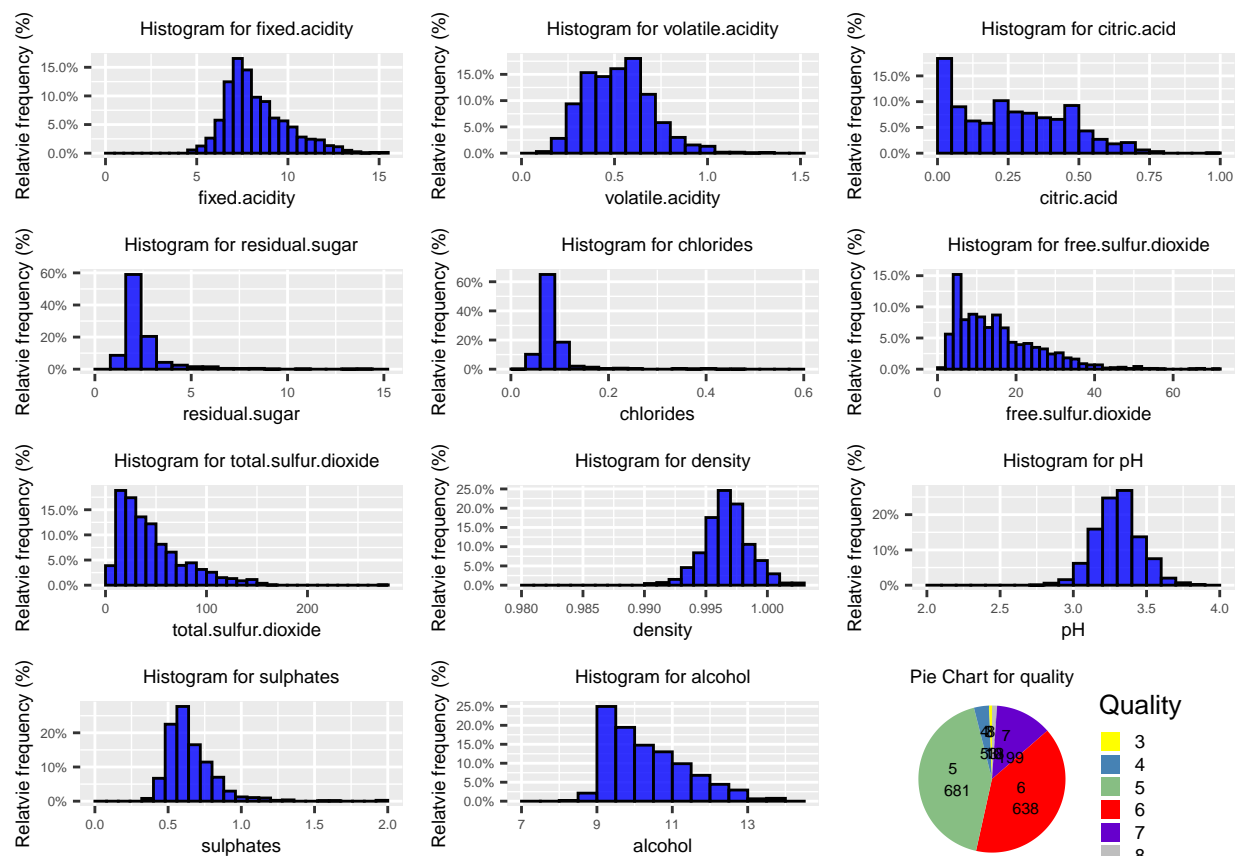 Histogram for fixed.acidity
Relatvie frequency (%)
15.0%
10.0%
5.0%
0.0%
0 5 10 15
fixed.acidity
Histogram for volatile.acidity
Relatvie frequency (%)
15.0%
10.0%
5.0%
0.0%
0.0 0.5 1.0 1.5
volatile.acidity
Histogram for citric.acid
Relatvie frequency (%)
15.0%
10.0%
5.0%
0.0%
0.00 0.25 0.50 0.75 1.00
citric.acid
Histogram for residual.sugar
Relatvie frequency (%)
60%
40%
20%
0%
0 5 10 15
residual.sugar
Histogram for chlorides
Relatvie frequency (%)
60%
40%
20%
0%
0.0 0.2 0.4 0.6
chlorides
Histogram for free.sulfur.dioxide
Relatvie frequency (%)
15.0%
10.0%
5.0%
0.0%
0 20 40 60
free.sulfur.dioxide
Histogram for total.sulfur.dioxide
Relatvie frequency (%)
15.0%
10.0%
5.0%
0.0%
0 100 200
total.sulfur.dioxide
Histogram for density
Relatvie frequency (%)
25.0%
20.0%
15.0%
10.0%
5.0%
0.0%
0.980 0.985 0.990 0.995 1.000
density
Histogram for pH
Relatvie frequency (%)
20%
10%
0%
2.0 2.5 3.0 3.5 4.0
pH
Histogram for sulphates
Relatvie frequency (%)
20%
10%
0%
0.0 0.5 1.0 1.5 2.0
sulphates
Histogram for alcohol
Relatvie frequency (%)
25.0%
20.0%
15.0%
10.0%
5.0%
0.0%
7 9 11 13
alcohol
Pie Chart for quality
4
7
199
5
681
6
638
Quality
3
4
5
6
7
8